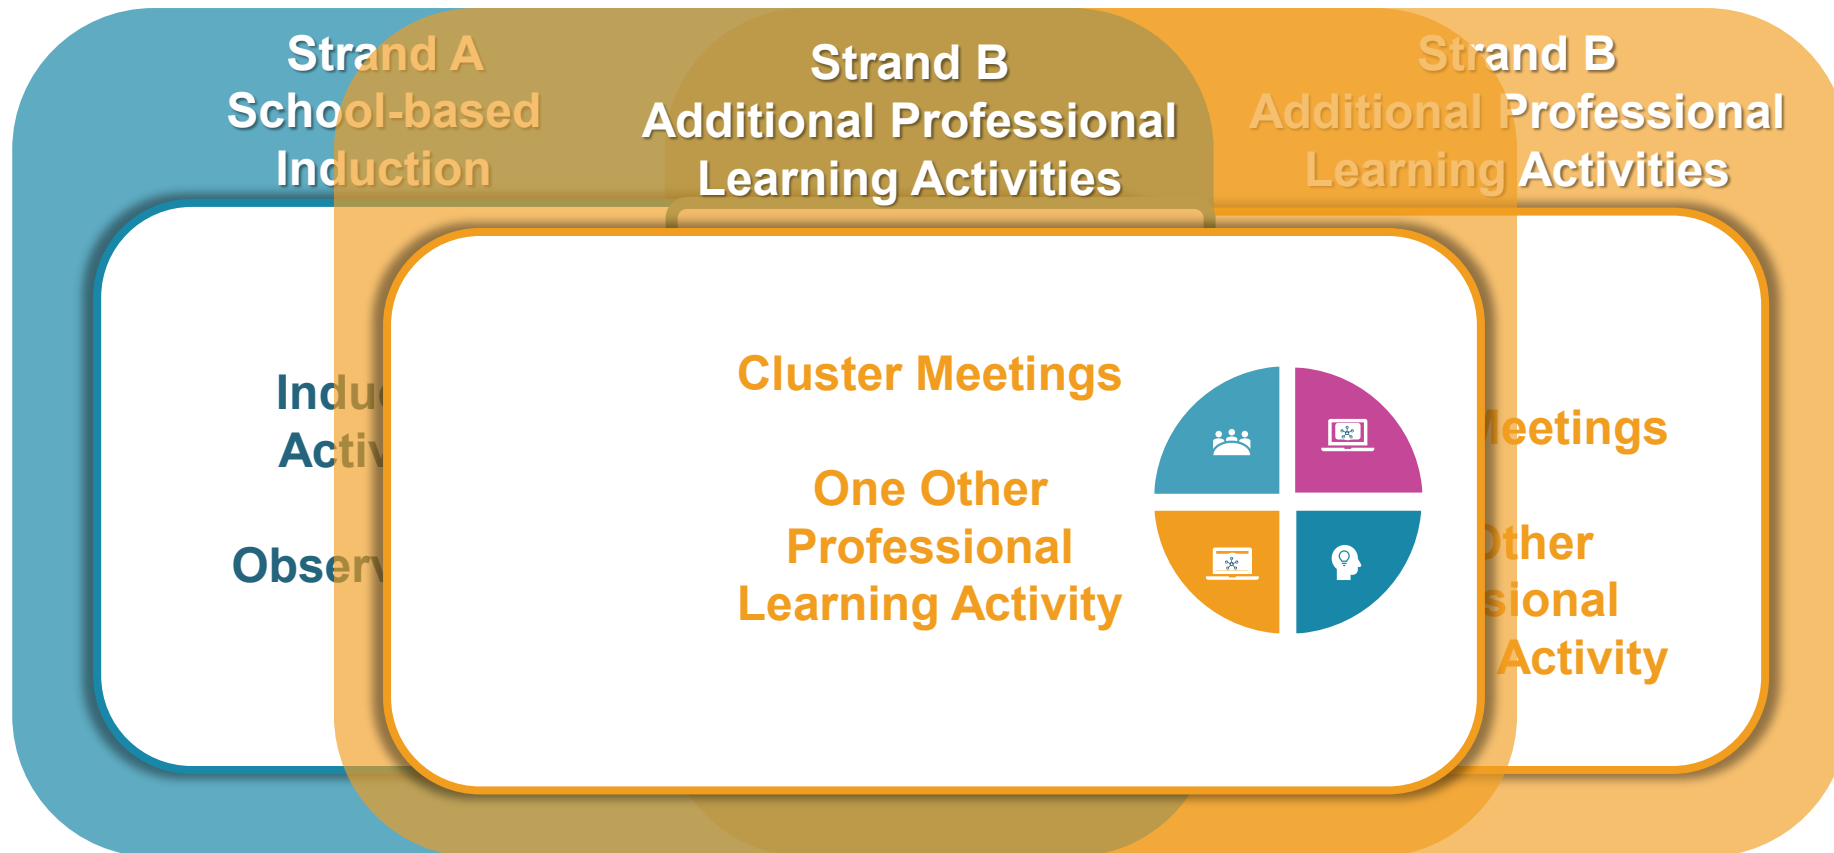 Strand A
School-based
Induction
Strand B
Additional Professional
Learning Activities
Strand B
Additional Professional
Learning Activities
Cluster Meetings
One Other
Professional
Learning Activity
Meetings
Other
Activity